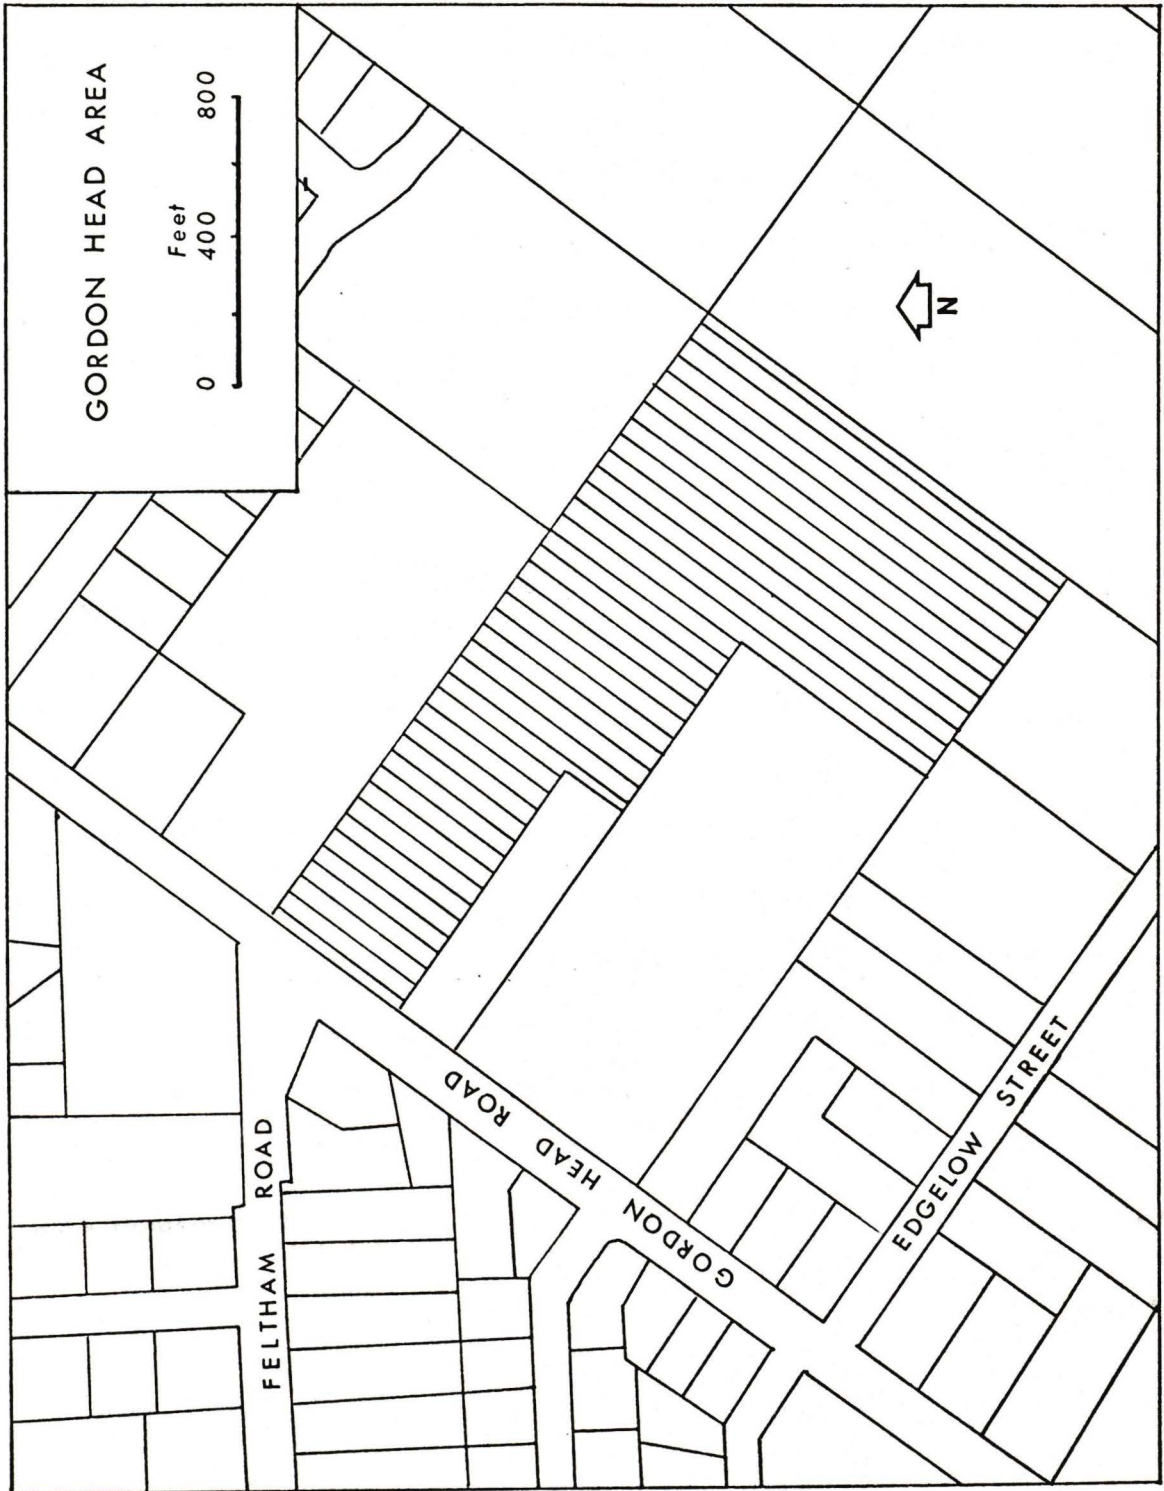 GORDON HEAD AREA
Feet
0 400 800
N
FELTHAM ROAD
GORDON HEAD ROAD
EDGELOW STREET